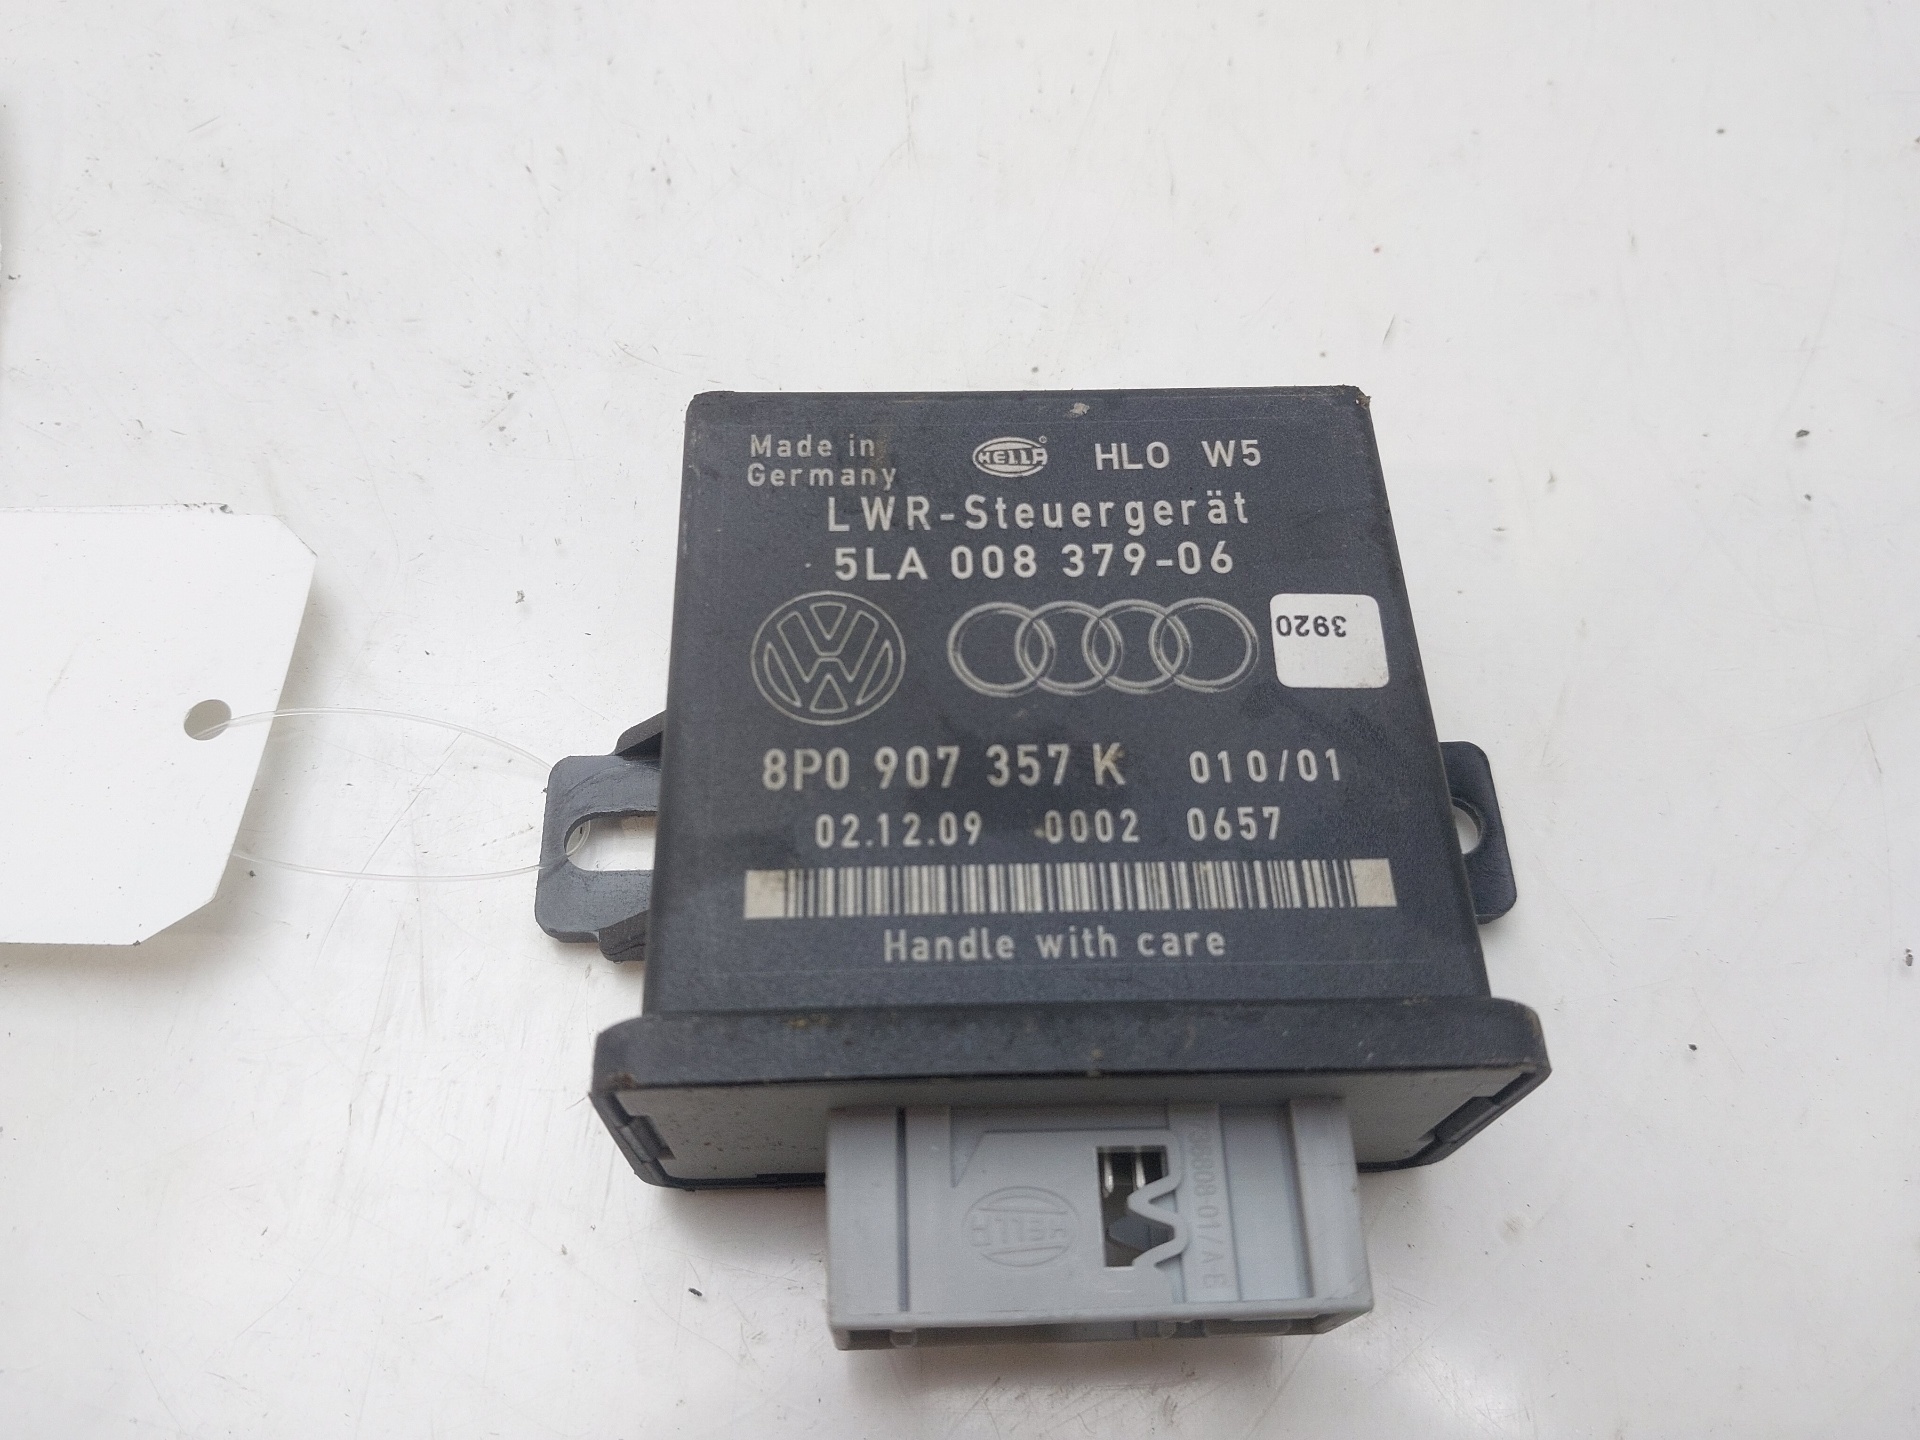 Made in
Germany
HELLA
HLO W5
LWR-Steuergerät
5LA 008 379-06
3920
8P0 907 357 K 010/01
02.12.09 0002 0657
Handle with care
HELLA